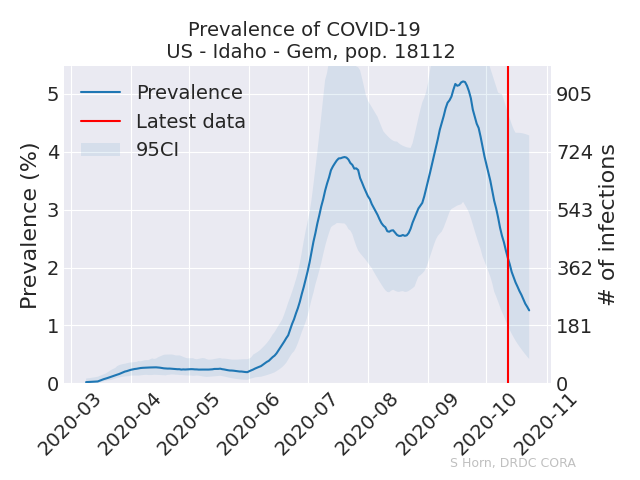 Prevalence of COVID-19
US - Idaho - Gem, pop. 18112
Prevalence
Latest data
95CI
Prevalence (%)
5
4
3
2
1
0
905
724
543
362
181
0
# of infections
2020-03
2020-04
2020-05
2020-06
2020-07
2020-08
2020-09
2020-10
2020-11
S Horn, DRDC CORA